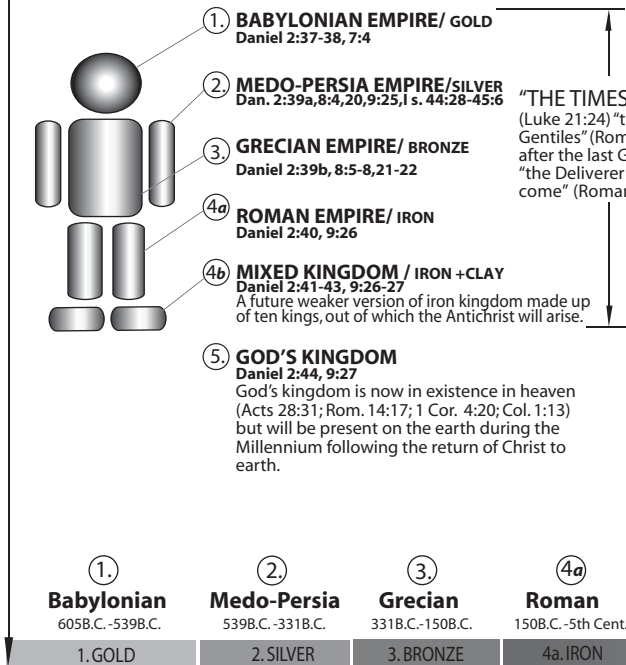 1. BABYLONIAN EMPIRE/ GOLD
Daniel 2:37-38, 7:4
2. MEDO-PERSIA EMPIRE/SILVER
Dan. 2:39a,8:4,20,9:25,I s. 44:28-45:6
3. GRECIAN EMPIRE/ BRONZE
Daniel 2:39b, 8:5-8,21-22
4a ROMAN EMPIRE/ IRON
Daniel 2:40, 9:26
4b MIXED KINGDOM / IRON +CLAY
Daniel 2:41-43, 9:26-27
A future weaker version of iron kingdom made up
of ten kings, out of which the Antichrist will arise.
5. GOD'S KINGDOM
Daniel 2:44, 9:27
God's kingdom is now in existence in heaven
(Acts 28:31; Rom. 14:17; 1 Cor. 4:20; Col. 1:13)
but will be present on the earth during the
Millennium following the return of Christ to
earth.
"THE TIMES
(Luke 21:24) "t
Gentiles" (Rom
after the last G
"the Deliverer
come" (Roma
1. 2. 3. 4a
Babylonian Medo-Persia Grecian Roman
605B.C. -539B.C. 539B.C. -331B.C. 331B.C.-150B.C. 150B.C. -5th Cent.
1. GOLD 2. SILVER 3. BRONZE 4a. IRON